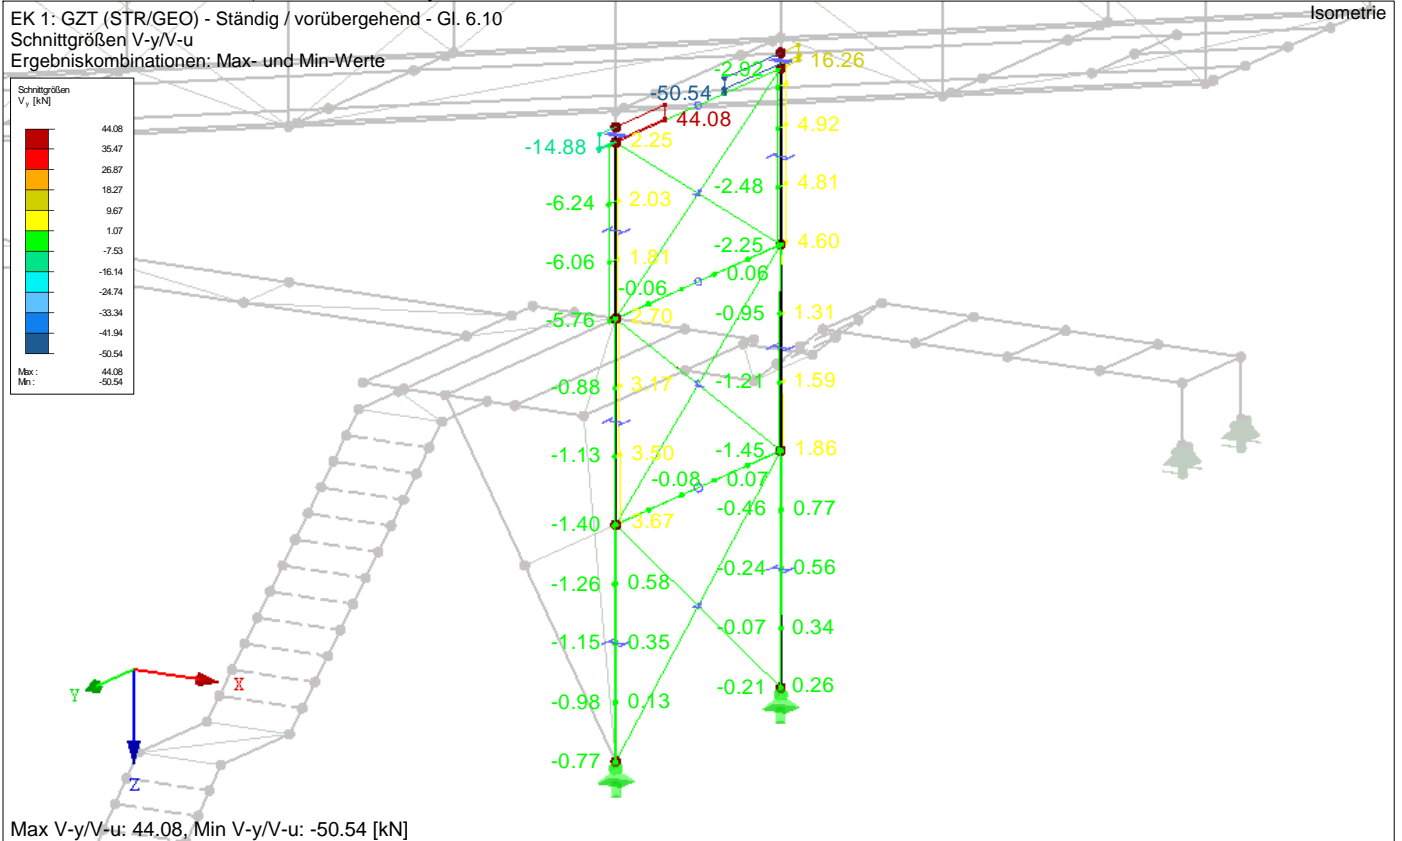 EK 1: GZT (STR/GEO) - Ständig / vorübergehend - Gl. 6.10
Isometrie
Schnittgrößen V-y/V-u
Ergebniskombinationen: Max- und Min-Werte
Schnittgrößen
V y [kN]
44.08
35.47
26.87
18.27
9.67
1.07
-7.53
-16.14
-24.74
-33.34
-41.94
-50.54
Max : 44.08
Min : -50.54
-2.92 16.26
-50.54
44.08 4.92
-14.88 2.25
-2.48 4.81
-6.24 2.03
-2.25 4.60
-6.06 1.81
0.06
-0.06
-5.76 2.70 -0.95 1.31
-0.88 3.17 -1.21 1.59
-1.13 3.50 -1.45 1.86
-0.08 0.07
-0.46 0.77
-1.40 3.67
-0.24 0.56
-1.26 0.58
-0.07 0.34
-1.15 0.35
-0.21 0.26
-0.98 0.13
-0.77
X
Y
Z
Max V-y/V-u: 44.08, Min V-y/V-u: -50.54 [kN]